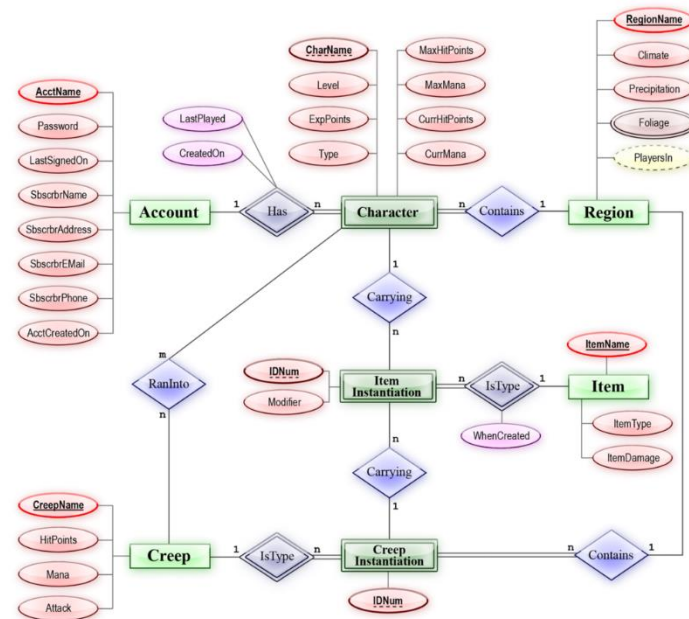 RegionName
CharName
MaxHitPoints
Climate
Level
MaxMana
AcctName
LastPlayed
Precipitation
Password
ExpPoints
CurrHitPoints
Foliage
LastSignedOn
CreatedOn
Type
CurrMana
PlayersIn
SbscrbrName
Account
1
Has
n
Character
n
Contains
1
Region
SbscrbrAddress
SbscrbrEMail
1
SbscrbrPhone
Carrying
AcctCreatedOn
n
ItemName
m
IDNum
RanInto
Item
Instantiation
n
IsType
1
Item
n
Modifier
n
WhenCreated
ItemType
Carrying
ItemDamage
CreepName
1
HitPoints
Creep
1
IsType
n
Creep
Instantiation
n
Contains
1
Mana
Attack
IDNum